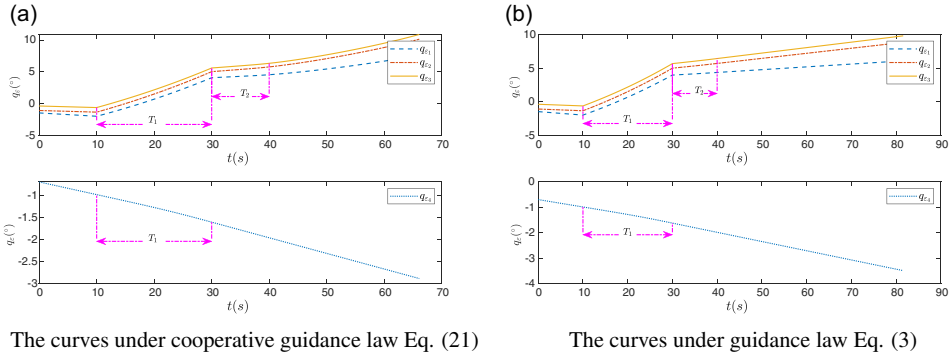 (a)
(b)
10
5
0
-5
q_ε(°)
q_ε1
q_ε2
q_ε3
T_1
T_2
0 10 20 30 40 50 60 70
t(s)
10
5
0
-5
q_ε(°)
q_ε1
q_ε2
q_ε3
T_1
T_2
0 10 20 30 40 50 60 70 80 90
t(s)
-1
-1.5
-2
-2.5
-3
q_ε(°)
q_ε4
T_1
0 10 20 30 40 50 60 70
t(s)
0
-1
-2
-3
-4
q_ε(°)
q_ε4
T_1
0 10 20 30 40 50 60 70 80 90
t(s)
The curves under cooperative guidance law Eq. (21)
The curves under guidance law Eq. (3)